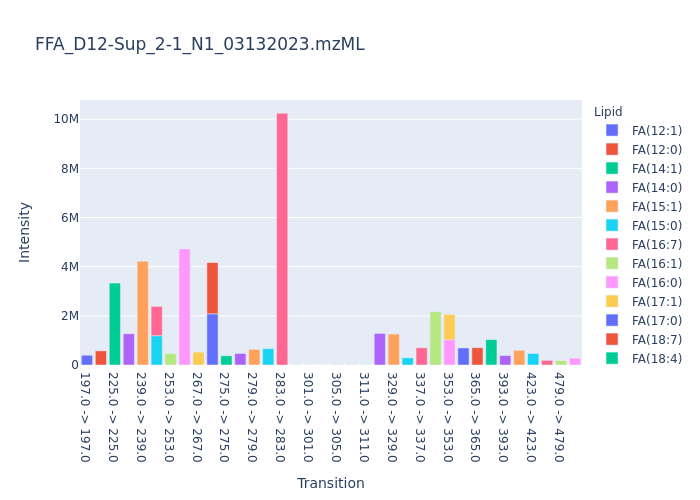 FFA_D12-Sup_2-1_N1_03132023.mzML
Lipid
FA(12:1)
FA(12:0)
FA(14:1)
FA(14:0)
FA(15:1)
FA(15:0)
FA(16:7)
FA(16:1)
FA(16:0)
FA(17:1)
FA(17:0)
FA(18:7)
FA(18:4)
Intensity
10M
8M
6M
4M
2M
0
197.0 -> 197.0
225.0 -> 225.0
239.0 -> 239.0
253.0 -> 253.0
267.0 -> 267.0
275.0 -> 275.0
279.0 -> 279.0
283.0 -> 283.0
301.0 -> 301.0
305.0 -> 305.0
311.0 -> 311.0
329.0 -> 329.0
337.0 -> 337.0
353.0 -> 353.0
365.0 -> 365.0
393.0 -> 393.0
423.0 -> 423.0
479.0 -> 479.0
Transition